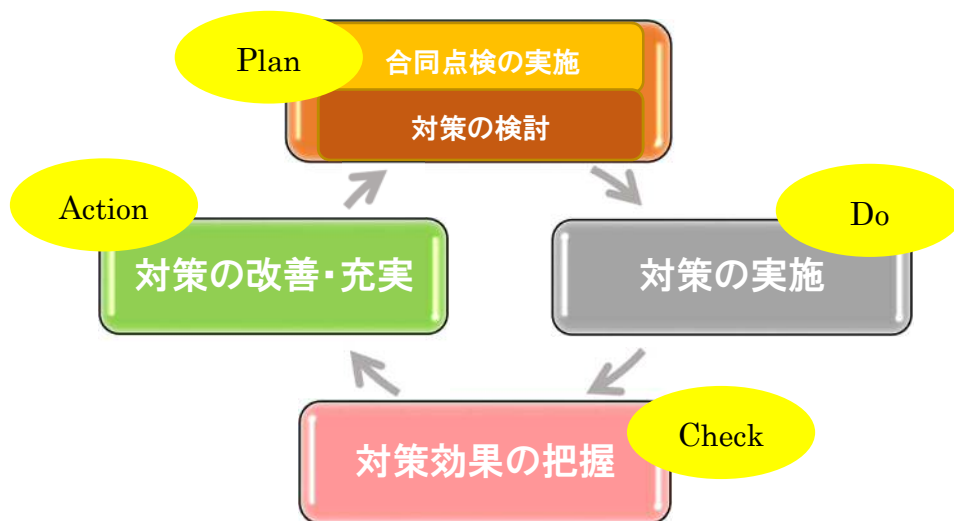 Plan
合同点検の実施
対策の検討
Action
対策の改善・充実
Do
対策の実施
Check
対策効果の把握